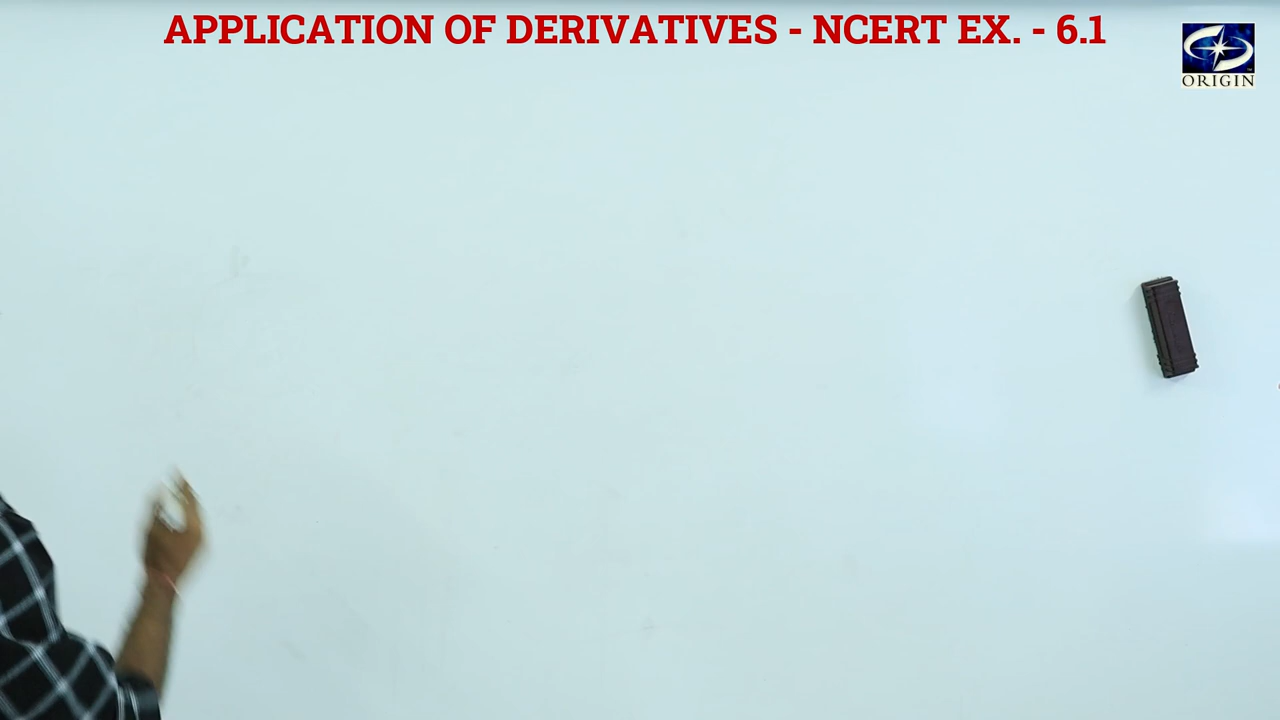 APPLICATION OF DERIVATIVES - NCERT EX. - 6.1
ORIGIN